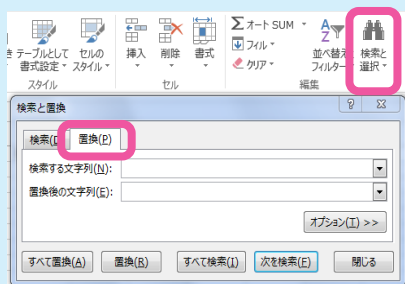 オート SUM
フィル
クリア
き テーブルとして 書式設定
セルの スタイル
挿入
削除
書式
並べ替え フィルター
検索と 選択
スタイル
セル
編集
検索と置換
検索(
置換(P)
検索する文字列(N):
置換後の文字列(E):
オプション(T) >>
すべて置換(A) 置換(R) すべて検索(I) 次を検索(F) 閉じる